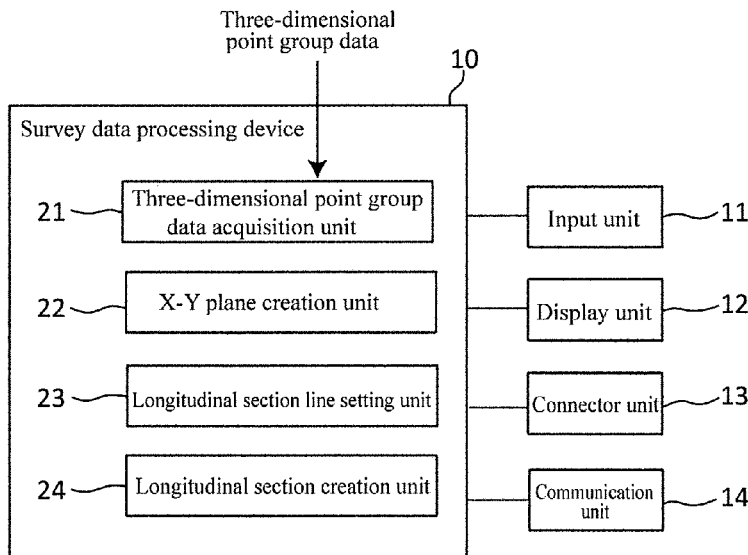 Three-dimensional
point group data
10
Survey data processing device
21
Three-dimensional point group
data acquisition unit
Input unit
11
22
X-Y plane creation unit
Display unit
12
23
Longitudinal section line setting unit
Connector unit
13
24
Longitudinal section creation unit
Communication
unit
14